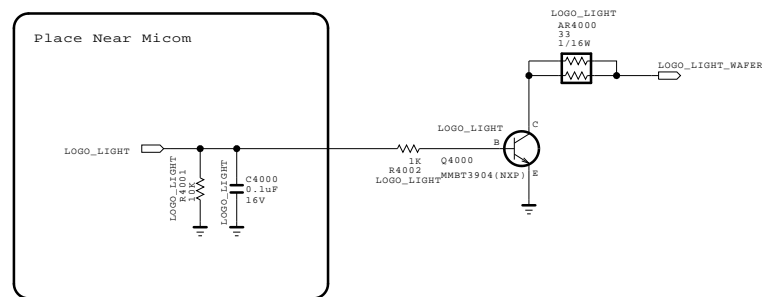 LOGO_LIGHT
AR4000
33
1/16W
LOGO_LIGHT_WAFER
Place Near Micom
LOGO_LIGHT
LOGO_LIGHT
R4001
10K
LOGO_LIGHT
C4000
0.1uF
16V
1K
R4002
LOGO_LIGHT
LOGO_LIGHT
B
C
E
Q4000
MMBT3904(NXP)